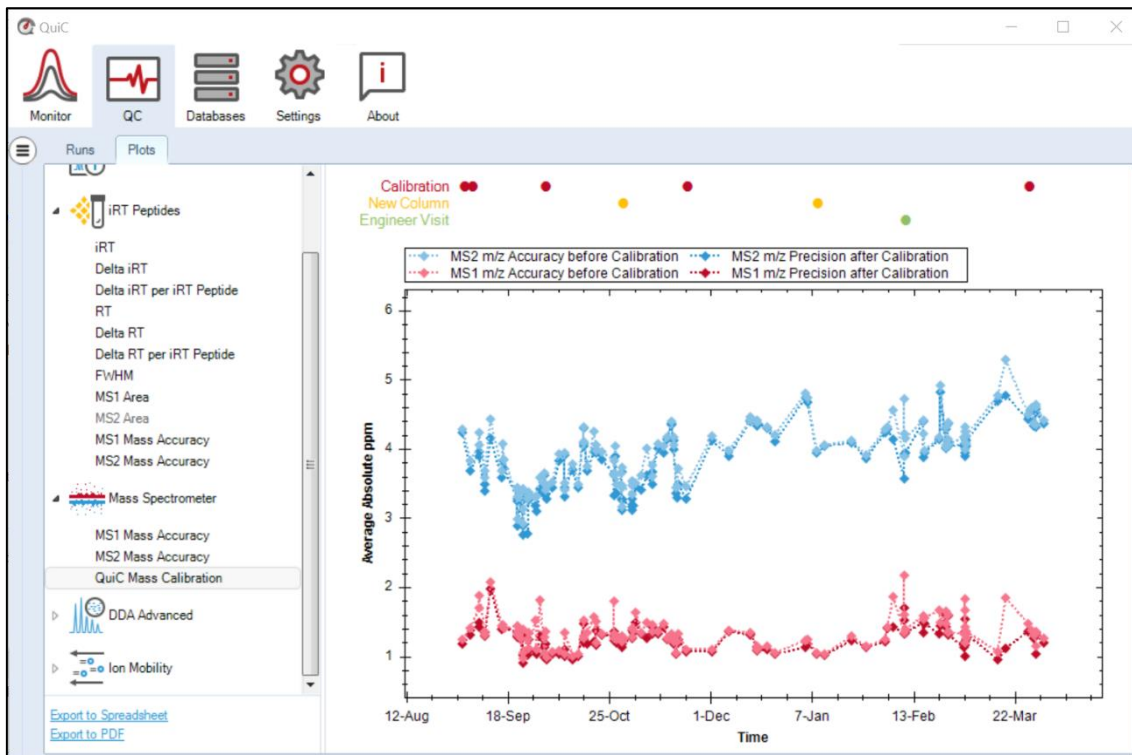 QuiC
Monitor
QC
Databases
Settings
About
Runs
Plots
iRT Peptides
iRT
Delta iRT
Delta iRT per iRT Peptide
RT
Delta RT
Delta RT per iRT Peptide
FWHM
MS1 Area
MS2 Area
MS1 Mass Accuracy
MS2 Mass Accuracy
Mass Spectrometer
MS1 Mass Accuracy
MS2 Mass Accuracy
QuiC Mass Calibration
DDA Advanced
Ion Mobility
Export to Spreadsheet
Export to PDF
Calibration
New Column
Engineer Visit
MS2 m/z Accuracy before Calibration
MS2 m/z Precision after Calibration
MS1 m/z Accuracy before Calibration
MS1 m/z Precision after Calibration
6
5
4
3
2
1
Average Absolute ppm
12-Aug
18-Sep
25-Oct
1-Dec
7-Jan
13-Feb
22-Mar
Time